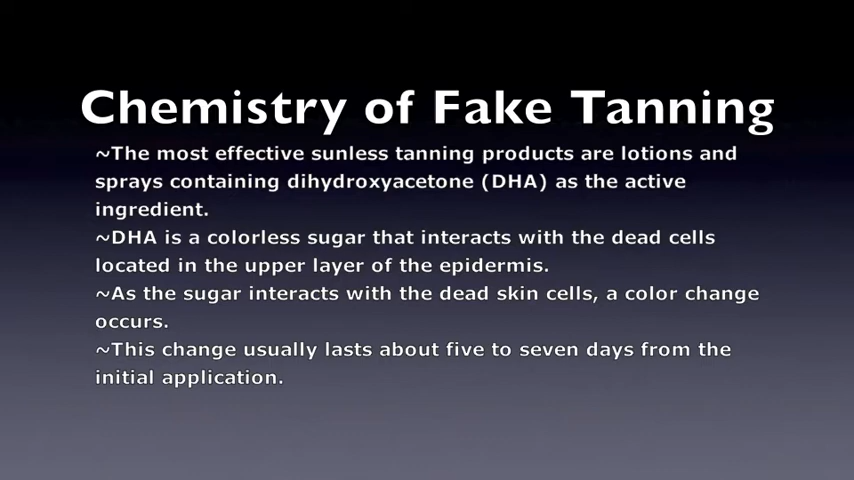 Chemistry of Fake Tanning
~The most effective sunless tanning products are lotions and
sprays containing dihydroxyacetone (DHA) as the active
ingredient.
~DHA is a colorless sugar that interacts with the dead cells
located in the upper layer of the epidermis.
~As the sugar interacts with the dead skin cells, a color change
occurs.
~This change usually lasts about five to seven days from the
initial application.